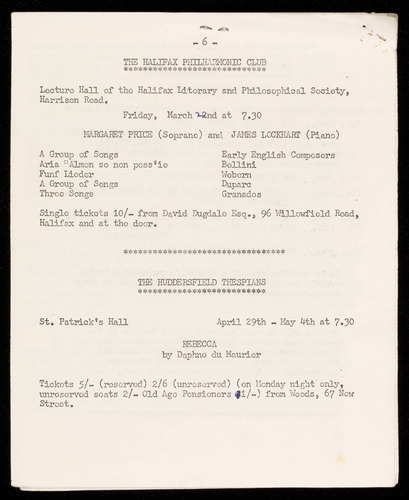 - 6 -
THE HALIFAX PHILHARMONIC CLUB
******************************
Lecture Hall of the Halifax Literary and Philosophical Society,
Harrison Road.
Friday, March 22nd at 7.30
MARGARET PRICE (Soprano) and JAMES LOCKHART (Piano)
A Group of Songs Early English Composers
Aria "Almen se non poss'io Bellini
Funf Lieder Webern
A Group of Songs Duparc
Three Songs Granados
Single tickets 10/- from David Dugdale Esq., 96 Willowfield Road,
Halifax and at the door.
**********************************
THE HUDDERSFIELD THESPIANS
***************************
St. Patrick's Hall April 29th - May 4th at 7.30
REBECCA
by Daphne du Maurier
Tickets 5/- (reserved) 2/6 (unreserved) (on Monday night only,
unreserved seats 2/- Old Age Pensioners 1/-) from Woods, 67 New
Street.